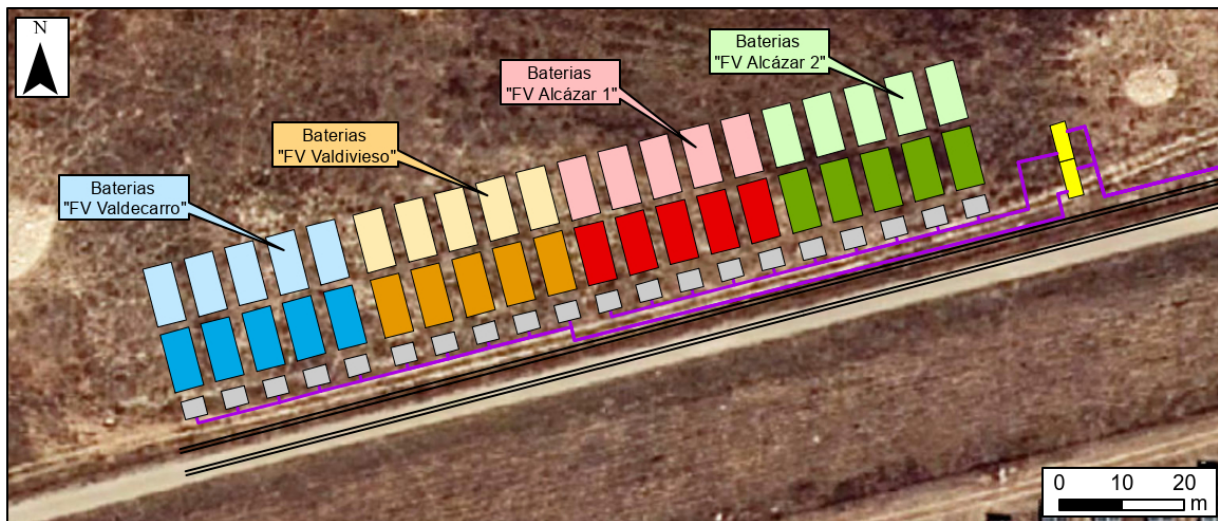 N
Baterias
"FV Alcázar 2"
Baterias
"FV Alcázar 1"
Baterias
"FV Valdivieso"
Baterias
"FV Valdecarro"
0 10 20
m